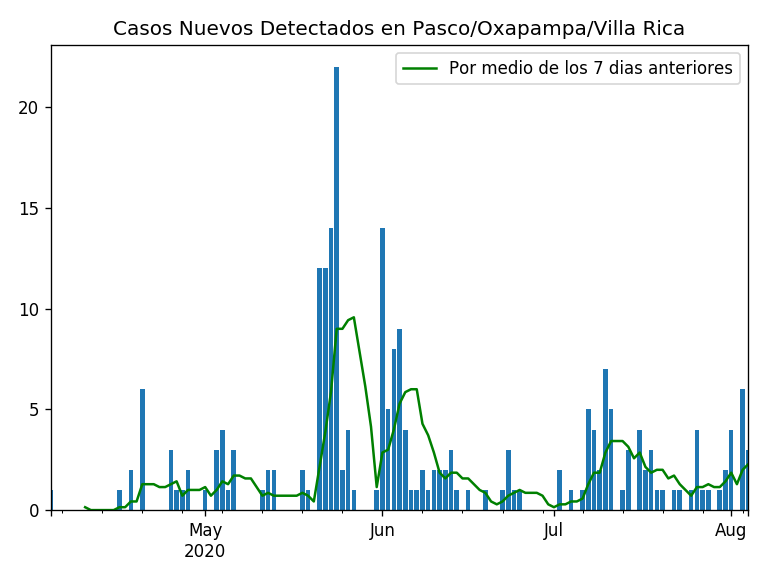 Casos Nuevos Detectados en Pasco/Oxapampa/Villa Rica
Por medio de los 7 dias anteriores
20
15
10
5
0
May Jun Jul Aug
2020